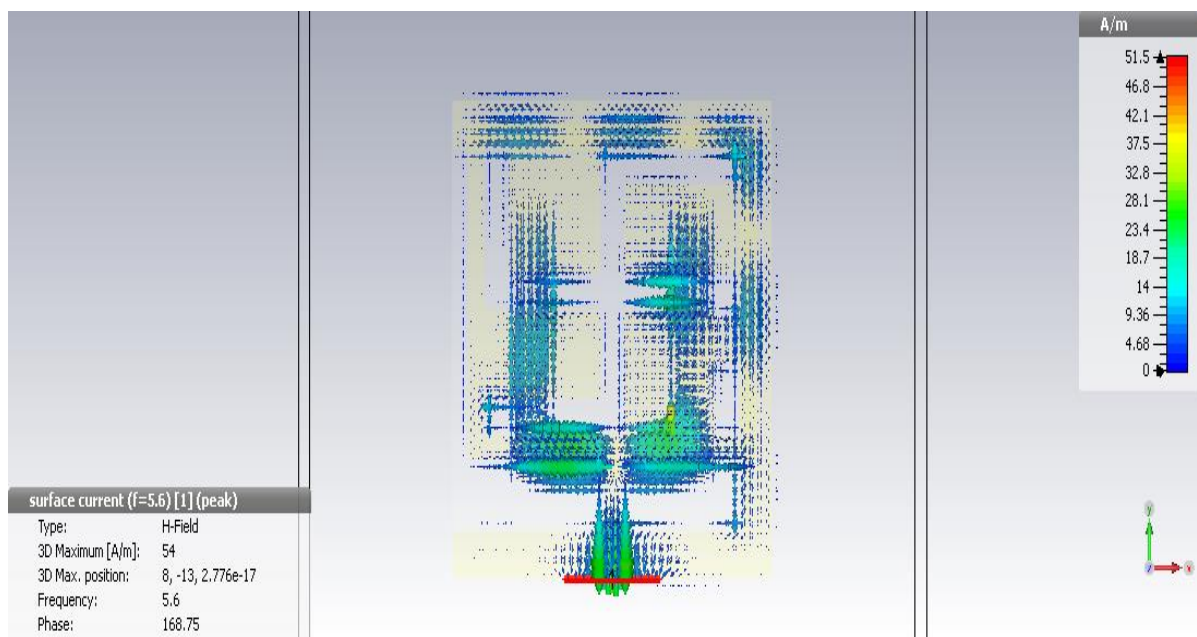 A/m
51.5
46.8
42.1
37.5
32.8
28.1
23.4
18.7
14
9.36
4.68
0
surface current (f=5.6) [1] (peak)
Type: H-Field
3D Maximum [A/m]: 54
3D Max. position: 8, -13, 2.776e-17
Frequency: 5.6
Phase: 168.75
y
z
x